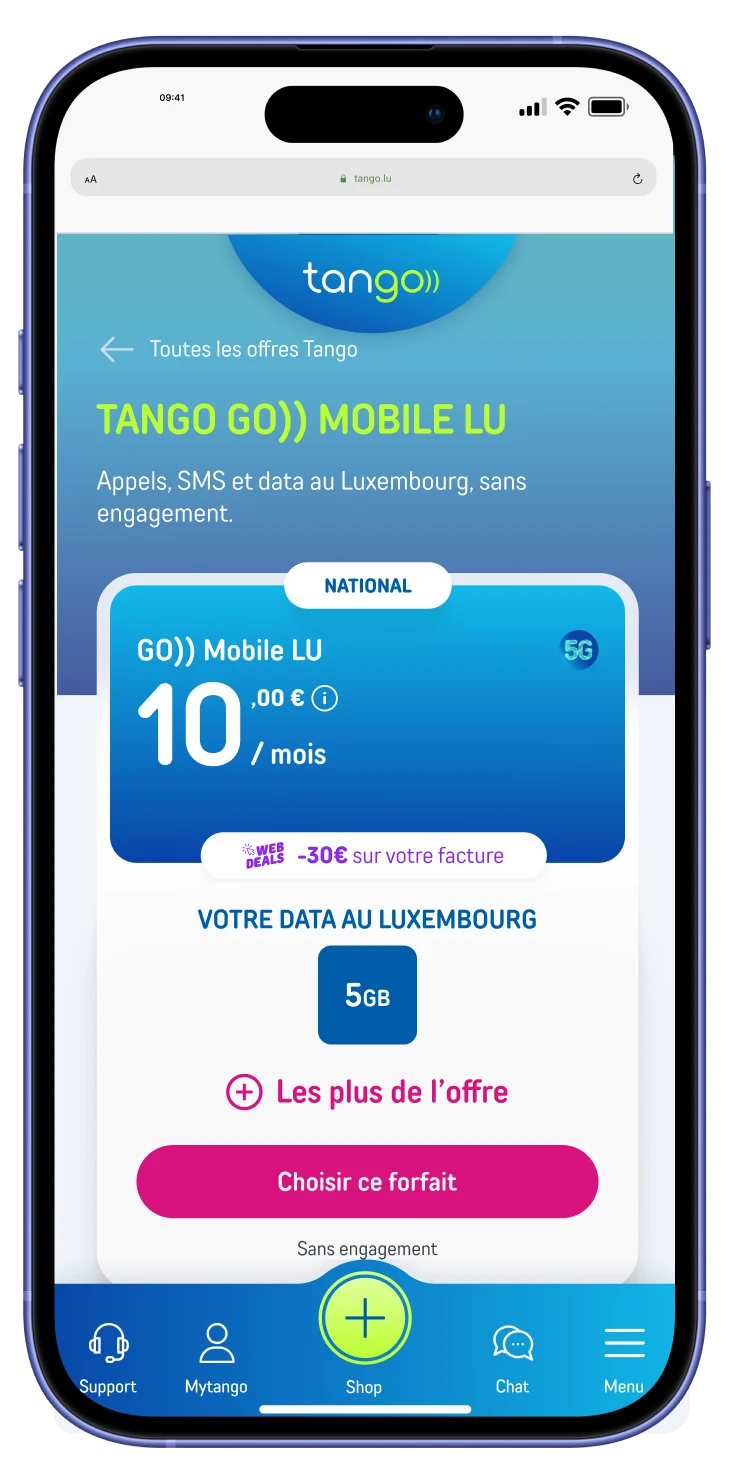 09:41
AA
tango.lu
tango))
Toutes les offres Tango
TANGO GO)) MOBILE LU
Appels, SMS et data au Luxembourg, sans
engagement.
NATIONAL
GO)) Mobile LU
5G
10,00 €
/ mois
WEB DEALS -30€ sur votre facture
VOTRE DATA AU LUXEMBOURG
5GB
Les plus de l'offre
Choisir ce forfait
Sans engagement
Support
Mytango
Shop
Chat
Menu